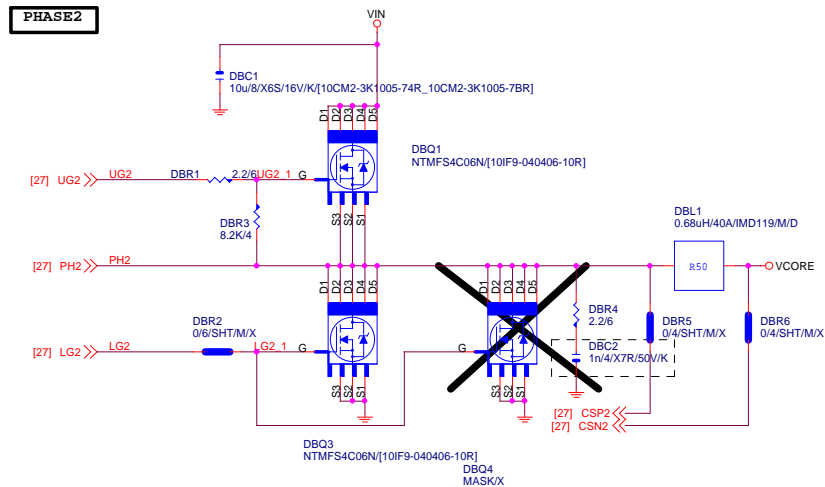 PHASE2
VIN
DBC1
10u/8/X6S/16V/K/[10CM2-3K1005-74R_10CM2-3K1005-7BR]
D1 D2 D3 D4 D5
DBQ1
NTMFS4C06N/[10IF9-040406-10R]
[27] UG2
UG2
DBR1
2.2/6
UG2_1
G
DBR3
8.2K/4
S3 S2 S1
DBL1
0.68uH/40A/IMD119/M/D
R50
VCORE
[27] PH2
PH2
D1 D2 D3 D4 D5
D1 D2 D3 D4 D5
DBR2
0/6/SHT/M/X
DBR4
2.2/6
DBR5
0/4/SHT/M/X
DBR6
0/4/SHT/M/X
[27] LG2
LG2
LG2_1
G
G
DBC2
1n/4/X7R/50V/K
S3 S2 S1
S3 S2 S1
[27] CSP2
[27] CSN2
DBQ3
NTMFS4C06N/[10IF9-040406-10R]
DBQ4
MASK/X